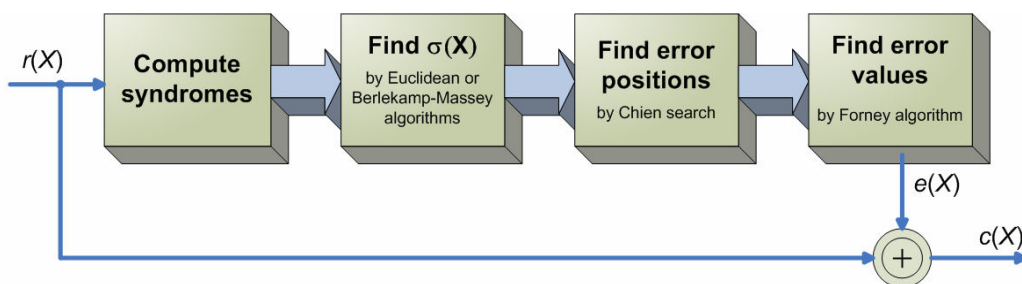 r(X)
Compute
syndromes
Find σ(X)
by Euclidean or
Berlekamp-Massey
algorithms
Find error
positions
by Chien search
Find error
values
by Forney algorithm
e(X)
c(X)
+